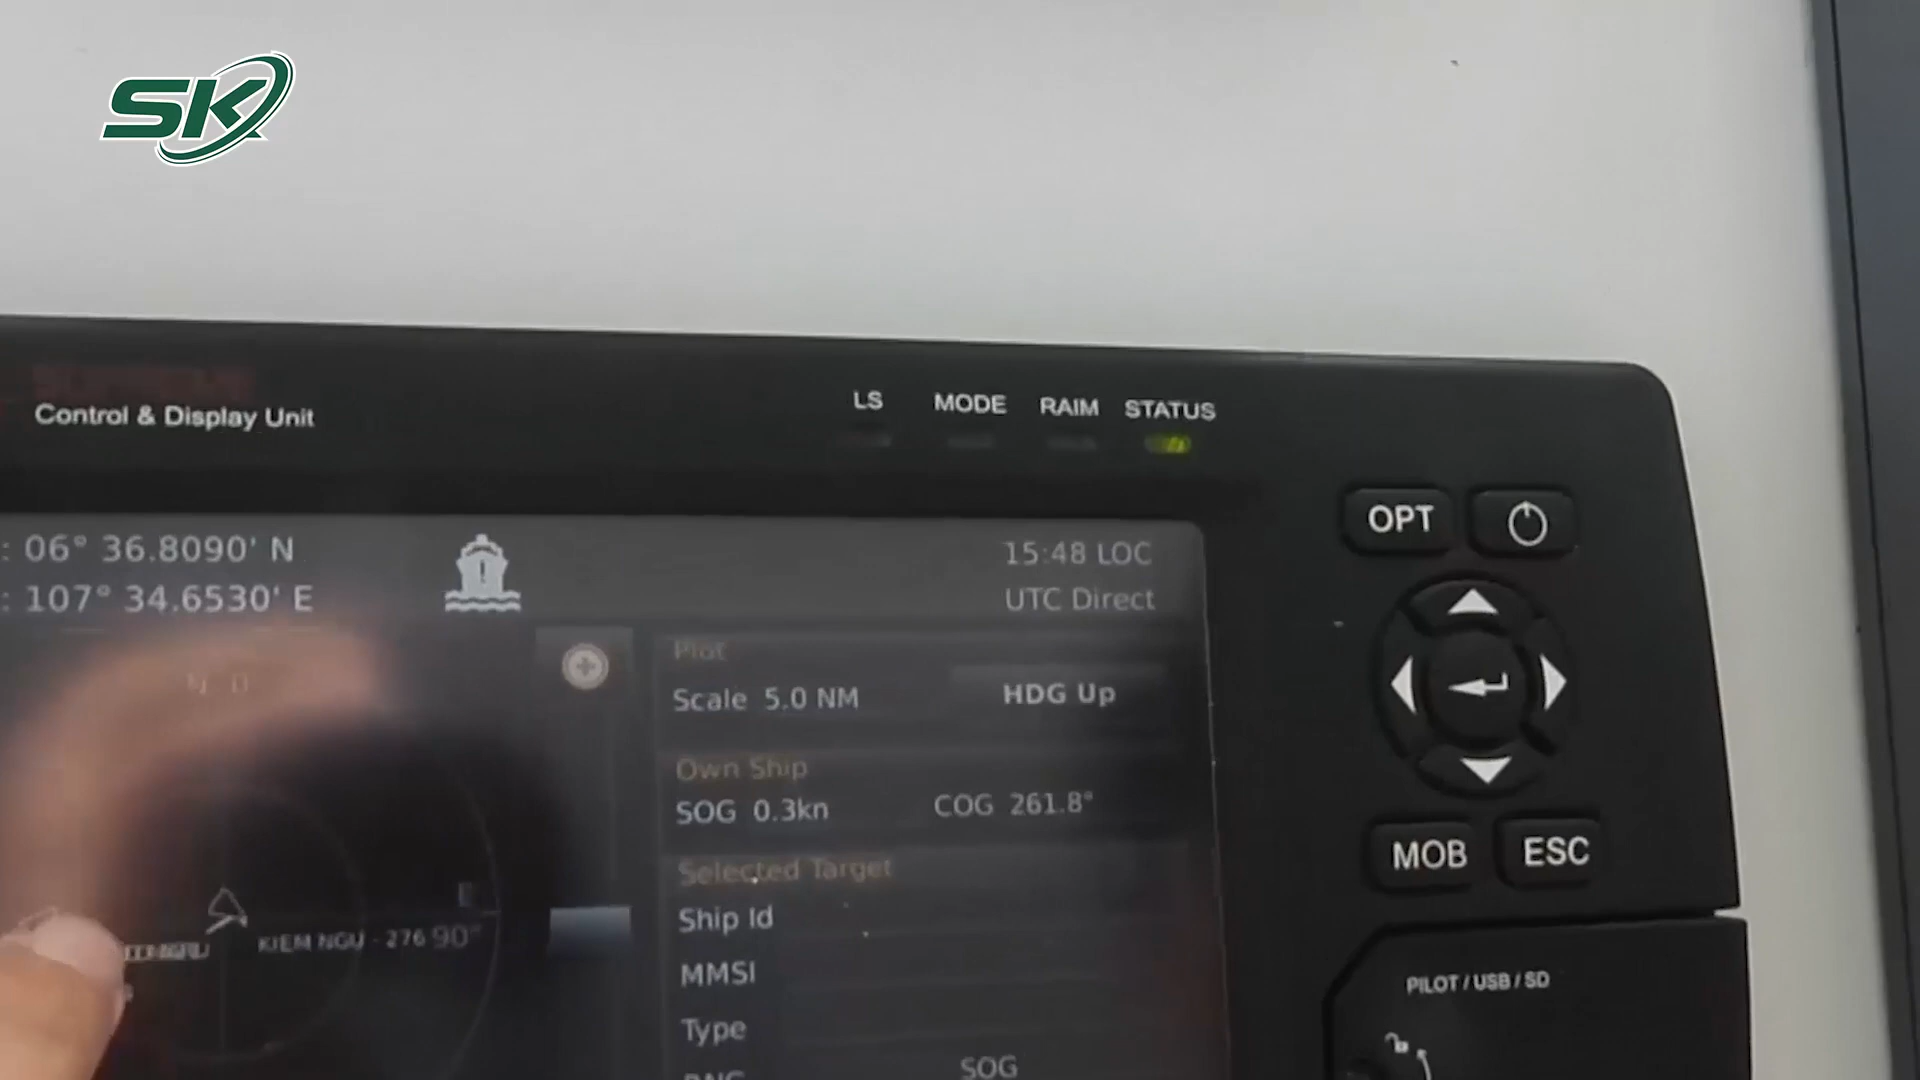 SK
Control & Display Unit
LS MODE RAIM STATUS
OPT
: 06° 36.8090' N
: 107° 34.6530' E
15:48 LOC
UTC Direct
Plot
Scale 5.0 NM
HDG Up
Own Ship
SOG 0.3kn
COG 261.8°
Selected Target
Ship Id
MMSI
Type
SOG
KIEM NGU - 276
90°
MOB
ESC
PILOT / USB / SD